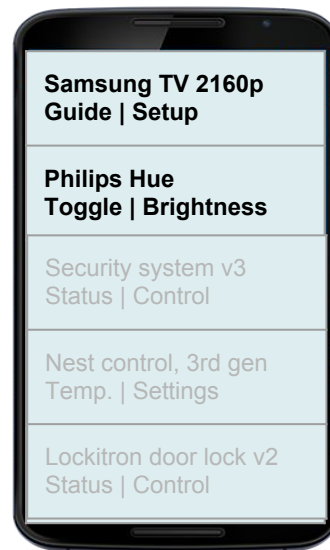 Samsung TV 2160p
Guide | Setup
Philips Hue
Toggle | Brightness
Security system v3
Status | Control
Nest control, 3rd gen
Temp. | Settings
Lockitron door lock v2
Status | Control